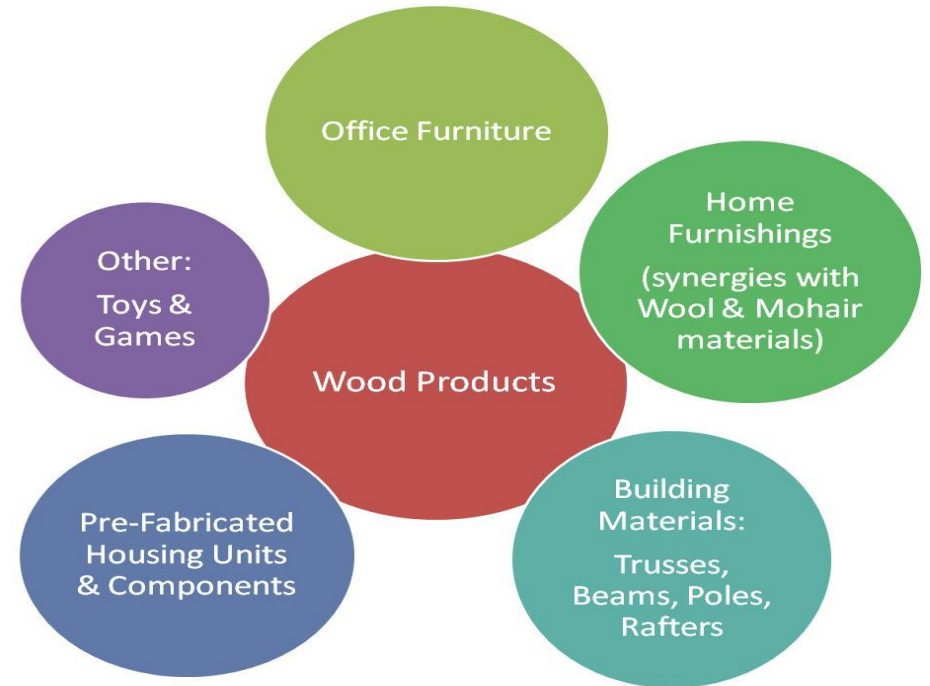 Office Furniture
Home
Furnishings
(synergies with
Wool & Mohair
materials)
Other:
Toys &
Games
Wood Products
Pre-Fabricated
Housing Units
& Components
Building
Materials:
Trusses,
Beams, Poles,
Rafters